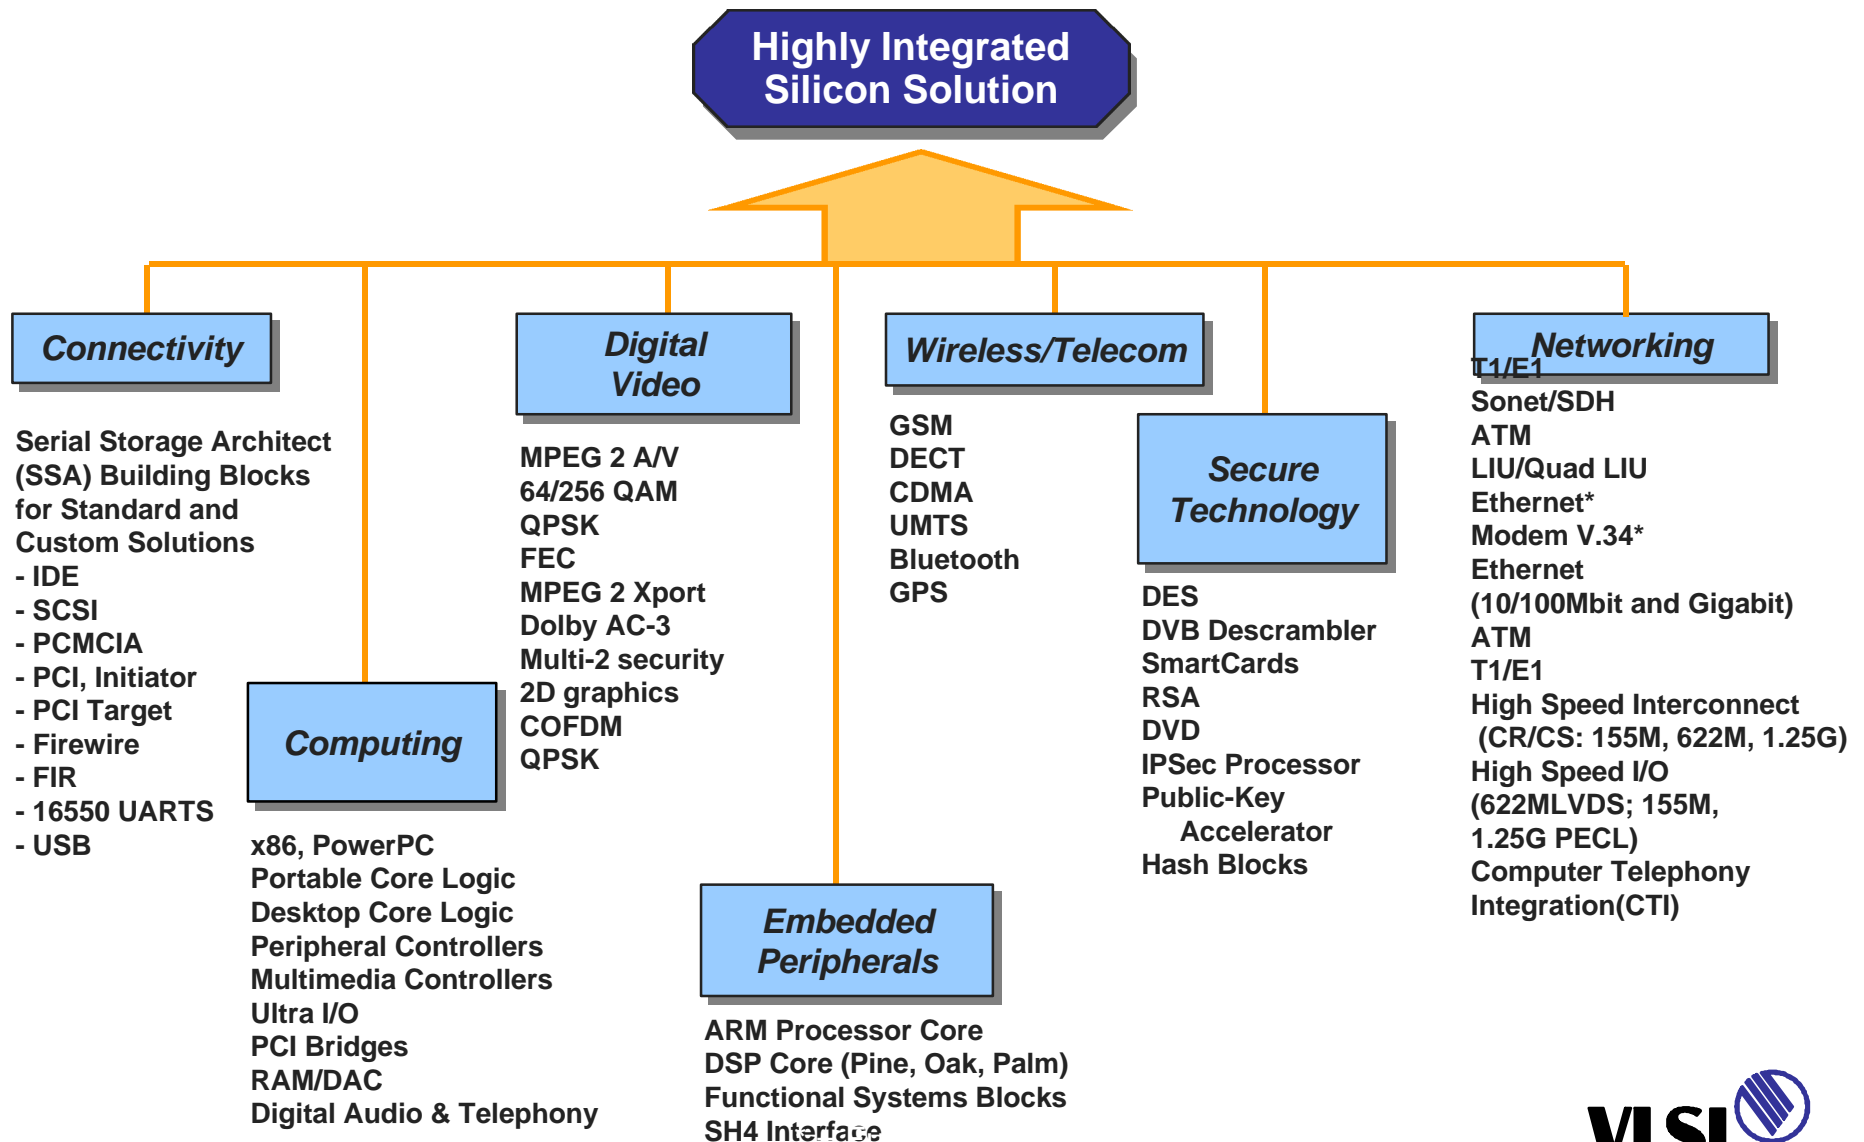 Highly Integrated
Silicon Solution
Connectivity
Serial Storage Architect
(SSA) Building Blocks
for Standard and
Custom Solutions
- IDE
- SCSI
- PCMCIA
- PCI, Initiator
- PCI Target
- Firewire
- FIR
- 16550 UARTS
- USB
Computing
x86, PowerPC
Portable Core Logic
Desktop Core Logic
Peripheral Controllers
Multimedia Controllers
Ultra I/O
PCI Bridges
RAM/DAC
Digital Audio & Telephony
Digital
Video
MPEG 2 A/V
64/256 QAM
QPSK
FEC
MPEG 2 Xport
Dolby AC-3
Multi-2 security
2D graphics
COFDM
QPSK
Embedded
Peripherals
ARM Processor Core
DSP Core (Pine, Oak, Palm)
Functional Systems Blocks
SH4 Interface
Wireless/Telecom
GSM
DECT
CDMA
UMTS
Bluetooth
GPS
Secure
Technology
DES
DVB Descrambler
SmartCards
RSA
DVD
IPSec Processor
Public-Key
Accelerator
Hash Blocks
Networking
T1/E1
Sonet/SDH
ATM
LIU/Quad LIU
Ethernet*
Modem V.34*
Ethernet
(10/100Mbit and Gigabit)
ATM
T1/E1
High Speed Interconnect
(CR/CS: 155M, 622M, 1.25G)
High Speed I/O
(622MLVDS; 155M,
1.25G PECL)
Computer Telephony
Integration(CTI)
VLSI